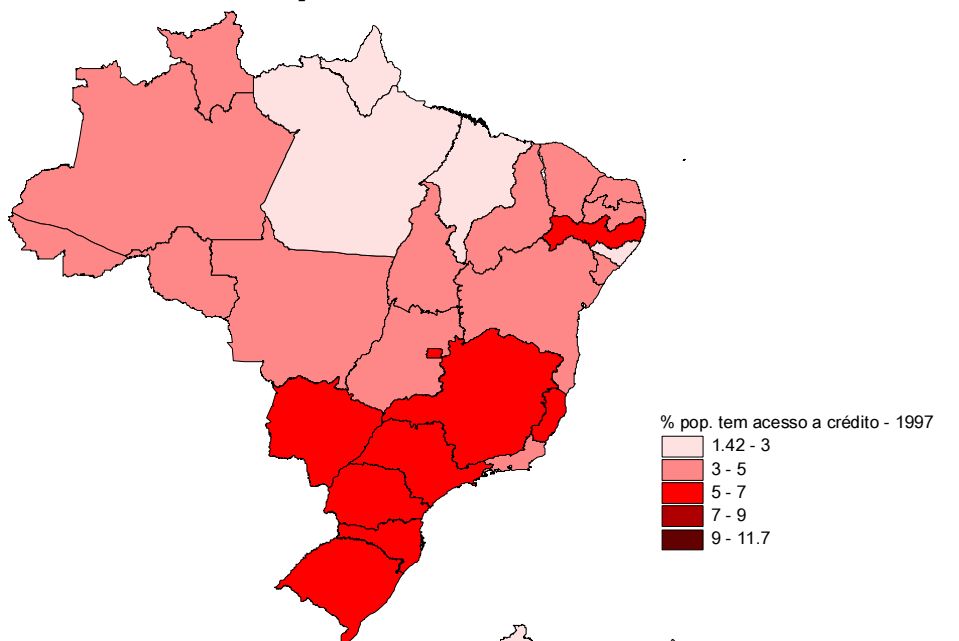 % pop. tem acesso a crédito - 1997
1.42 - 3
3 - 5
5 - 7
7 - 9
9 - 11.7